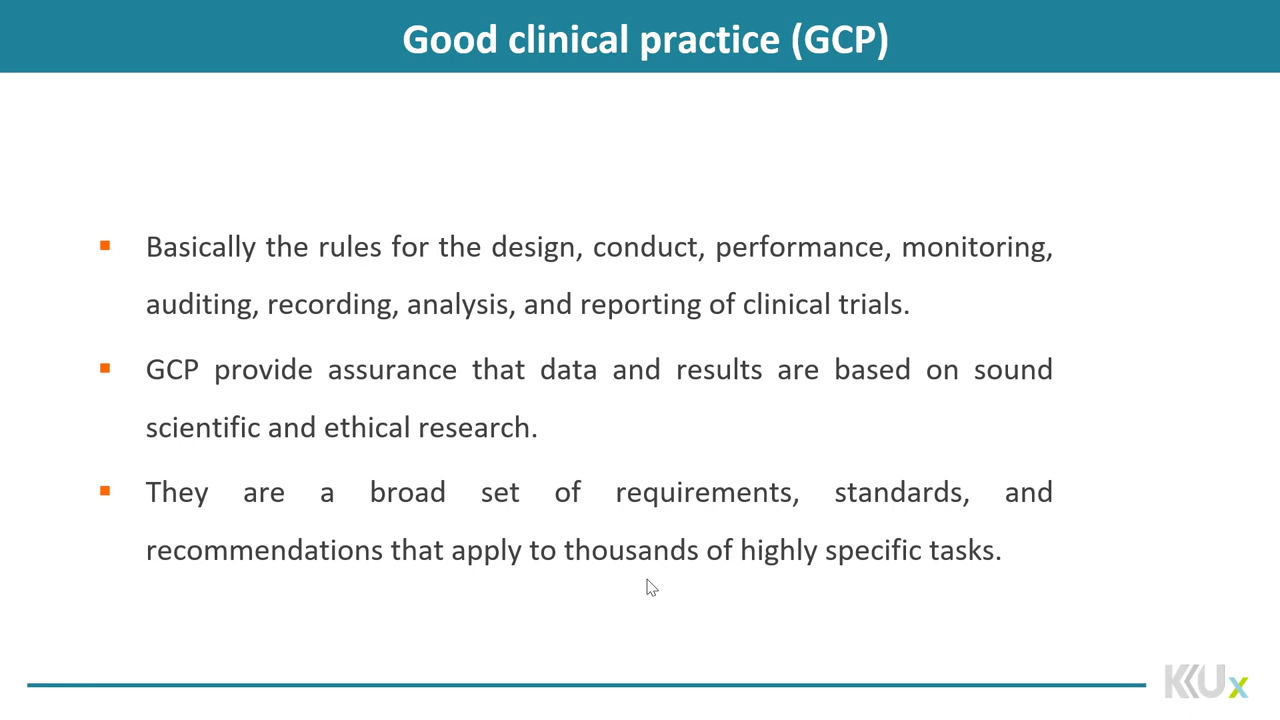 Good clinical practice (GCP)
Basically the rules for the design, conduct, performance, monitoring,
auditing, recording, analysis, and reporting of clinical trials.
GCP provide assurance that data and results are based on sound
scientific and ethical research.
They are a broad set of requirements, standards, and
recommendations that apply to thousands of highly specific tasks.
KKUx